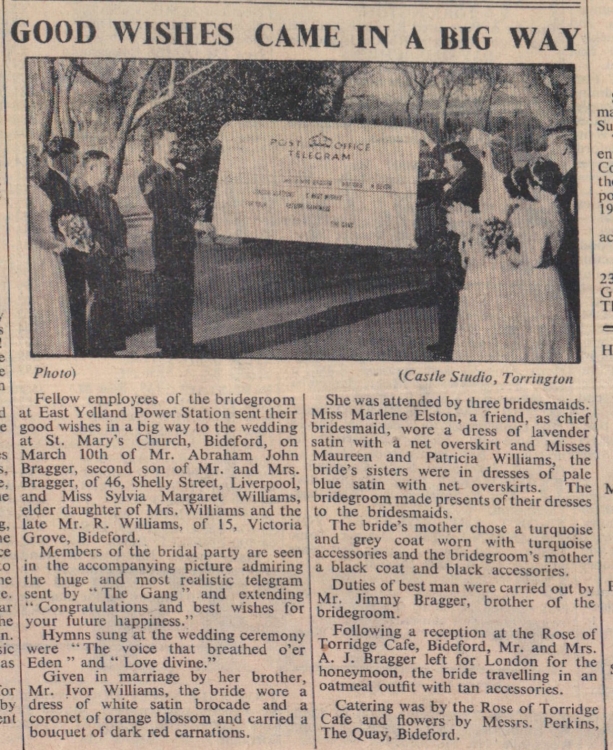 GOOD WISHES CAME IN A BIG WAY
POST OFFICE
TELEGRAM
Photo)
(Castle Studio, Torrington
Fellow employees of the bridegroom
at East Yelland Power Station sent their
good wishes in a big way to the wedding
at St. Mary's Church, Bideford, on
March 10th of Mr. Abraham John
Bragger, second son of Mr. and Mrs.
Bragger, of 46, Shelly Street, Liverpool,
and Miss Sylvia Margaret Williams,
elder daughter of Mrs. Williams and the
late Mr. R. Williams, of 15, Victoria
Grove, Bideford.
Members of the bridal party are seen
in the accompanying picture admiring
the huge and most realistic telegram
sent by "The Gang" and extending
"Congratulations and best wishes for
your future happiness."
Hymns sung at the wedding ceremony
were "The voice that breathed o'er
Eden" and "Love divine."
Given in marriage by her brother,
Mr. Ivor Williams, the bride wore a
dress of white satin brocade and a
coronet of orange blossom and carried a
bouquet of dark red carnations.
She was attended by three bridesmaids.
Miss Marlene Elston, a friend, as chief
bridesmaid, wore a dress of lavender
satin with a net overskirt and Misses
Maureen and Patricia Williams, the
bride's sisters were in dresses of pale
blue satin with net overskirts. The
bridegroom made presents of their dresses
to the bridesmaids.
The bride's mother chose a turquoise
and grey coat worn with turquoise
accessories and the bridegroom's mother
a black coat and black accessories.
Duties of best man were carried out by
Mr. Jimmy Bragger, brother of the
bridegroom.
Following a reception at the Rose of
Torridge Cafe, Bideford, Mr. and Mrs.
A. J. Bragger left for London for the
honeymoon, the bride travelling in an
oatmeal outfit with tan accessories.
Catering was by the Rose of Torridge
Cafe and flowers by Messrs. Perkins,
The Quay, Bideford.